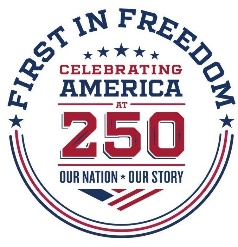 FIRST IN FREEDOM
CELEBRATING
AMERICA
AT
250
OUR NATION ★ OUR STORY